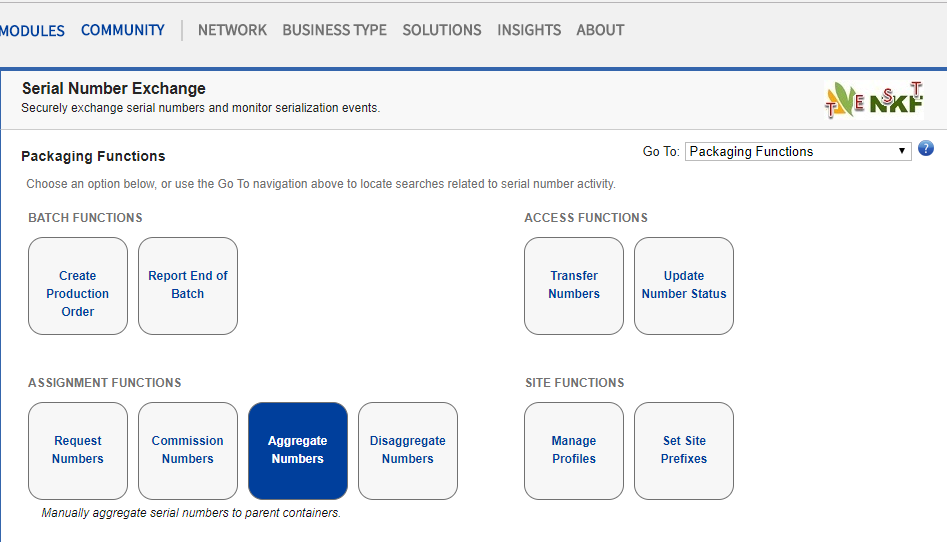 MODULES COMMUNITY NETWORK BUSINESS TYPE SOLUTIONS INSIGHTS ABOUT
Serial Number Exchange
Securely exchange serial numbers and monitor serialization events.
TEST
NKF
Packaging Functions
Go To: Packaging Functions ?
Choose an option below, or use the Go To navigation above to locate searches related to serial number activity.
BATCH FUNCTIONS
Create
Production
Order
Report End of
Batch
ACCESS FUNCTIONS
Transfer
Numbers
Update
Number Status
ASSIGNMENT FUNCTIONS
Request
Numbers
Commission
Numbers
Aggregate
Numbers
Disaggregate
Numbers
Manually aggregate serial numbers to parent containers.
SITE FUNCTIONS
Manage
Profiles
Set Site
Prefixes